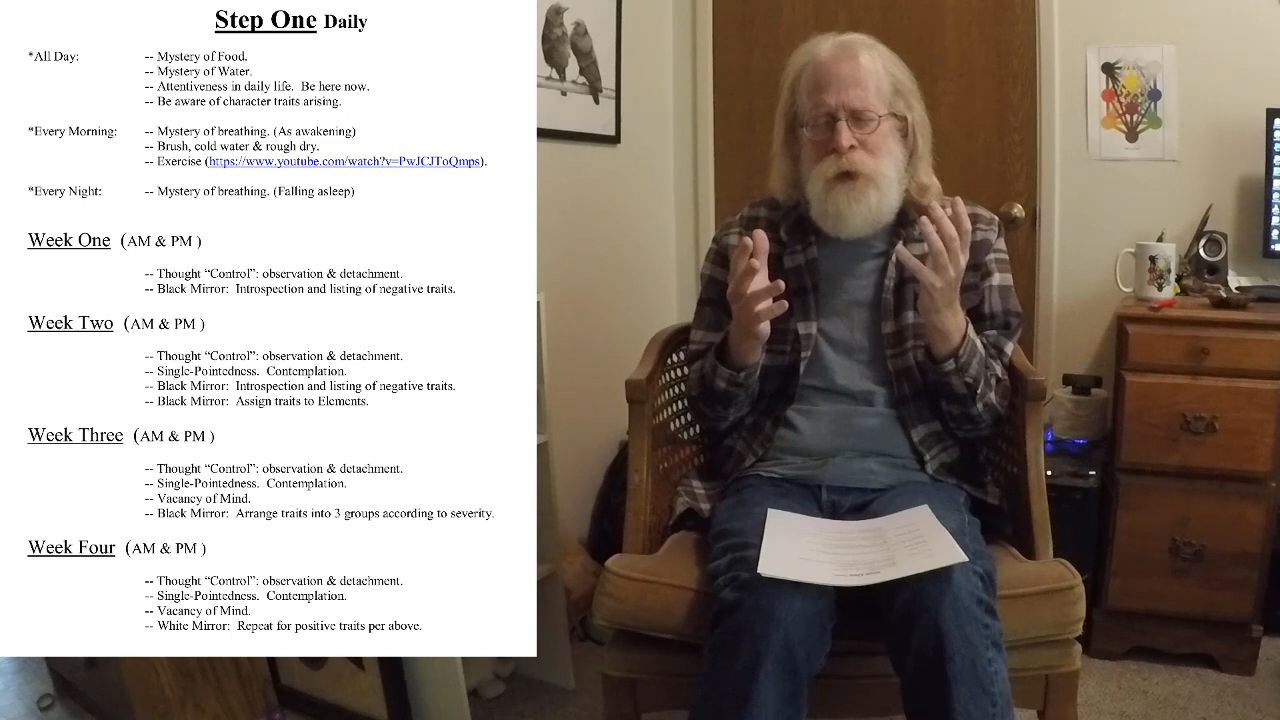 Step One Daily
*All Day: -- Mystery of Food.
-- Mystery of Water.
-- Attentiveness in daily life. Be here now.
-- Be aware of character traits arising.
*Every Morning: -- Mystery of breathing. (As awakening)
-- Brush, cold water & rough dry.
-- Exercise (https://www.youtube.com/watch?v=PwJCJToQmps).
*Every Night: -- Mystery of breathing. (Falling asleep)
Week One (AM & PM )
-- Thought “Control”: observation & detachment.
-- Black Mirror: Introspection and listing of negative traits.
Week Two (AM & PM )
-- Thought “Control”: observation & detachment.
-- Single-Pointedness. Contemplation.
-- Black Mirror: Introspection and listing of negative traits.
-- Black Mirror: Assign traits to Elements.
Week Three (AM & PM )
-- Thought “Control”: observation & detachment.
-- Single-Pointedness. Contemplation.
-- Vacancy of Mind.
-- Black Mirror: Arrange traits into 3 groups according to severity.
Week Four (AM & PM )
-- Thought “Control”: observation & detachment.
-- Single-Pointedness. Contemplation.
-- Vacancy of Mind.
-- White Mirror: Repeat for positive traits per above.